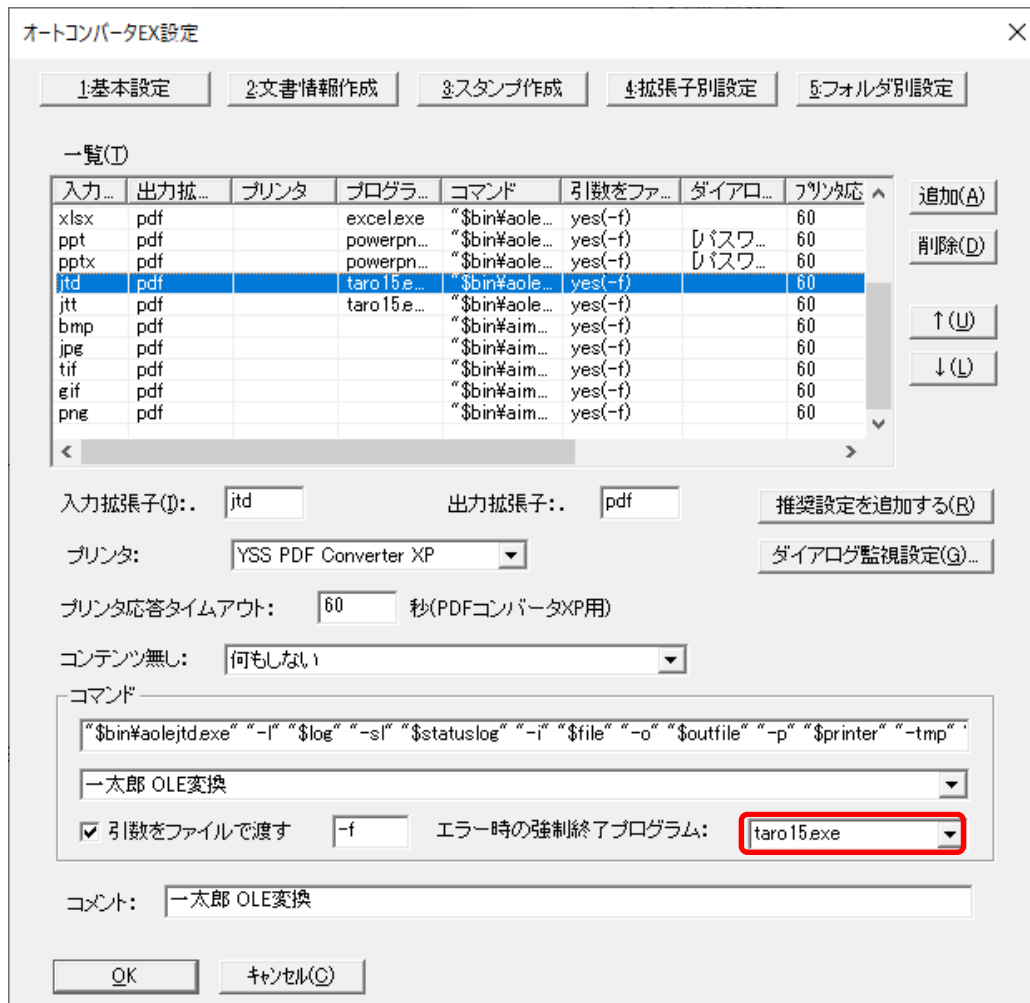 オートコンバータEX設定
1:基本設定 2:文書情報作成 3:スタンプ作成 4:拡張子別設定 5:フォルダ別設定
一覧(T)
入力... 出力拡... プリンタ プログラ... コマンド 引数をファ... ダイアロ... プリンタ応
xlsx pdf excel.exe "$bin¥aole... yes(-f) 60
ppt pdf powerpn... "$bin¥aole... yes(-f) [パスワ... 60
pptx pdf powerpn... "$bin¥aole... yes(-f) [パスワ... 60
jtd pdf taro15.e... "$bin¥aole... yes(-f) 60
jtt pdf taro15.e... "$bin¥aole... yes(-f) 60
bmp pdf "$bin¥aim... yes(-f) 60
jpg pdf "$bin¥aim... yes(-f) 60
tif pdf "$bin¥aim... yes(-f) 60
gif pdf "$bin¥aim... yes(-f) 60
png pdf "$bin¥aim... yes(-f) 60
追加(A)
削除(D)
↑(U)
↓(L)
入力拡張子(I):. jtd 出力拡張子:. pdf 推奨設定を追加する(R)
プリンタ: YSS PDF Converter XP ダイアログ監視設定(G)...
プリンタ応答タイムアウト: 60 秒(PDFコンバータXP用)
コンテンツ無し: 何もしない
コマンド
"$bin¥aolejtd.exe" "-l" "$log" "-sl" "$statuslog" "-i" "$file" "-o" "$outfile" "-p" "$printer" "-tmp" "
一太郎 OLE変換
引数をファイルで渡す -f エラー時の強制終了プログラム: taro15.exe
コメント: 一太郎 OLE変換
OK キャンセル(C)